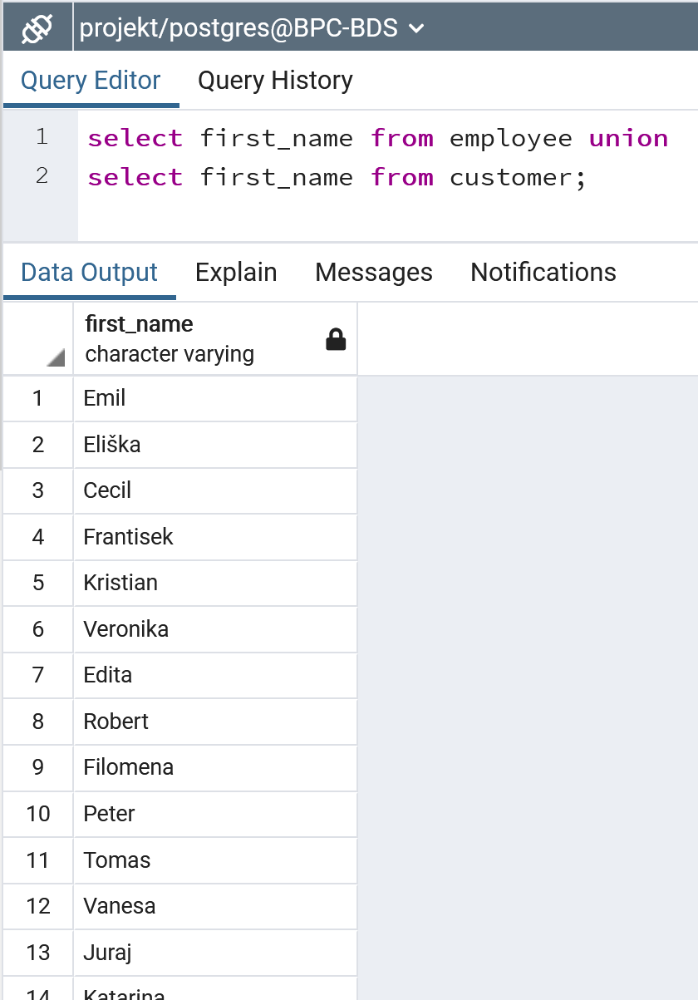 projekt/postgres@BPC-BDS
Query Editor Query History
1 select first_name from employee union
2 select first_name from customer;
Data Output Explain Messages Notifications
first_name
character varying
1 Emil
2 Eliška
3 Cecil
4 Frantisek
5 Kristian
6 Veronika
7 Edita
8 Robert
9 Filomena
10 Peter
11 Tomas
12 Vanesa
13 Juraj
14 Katarina